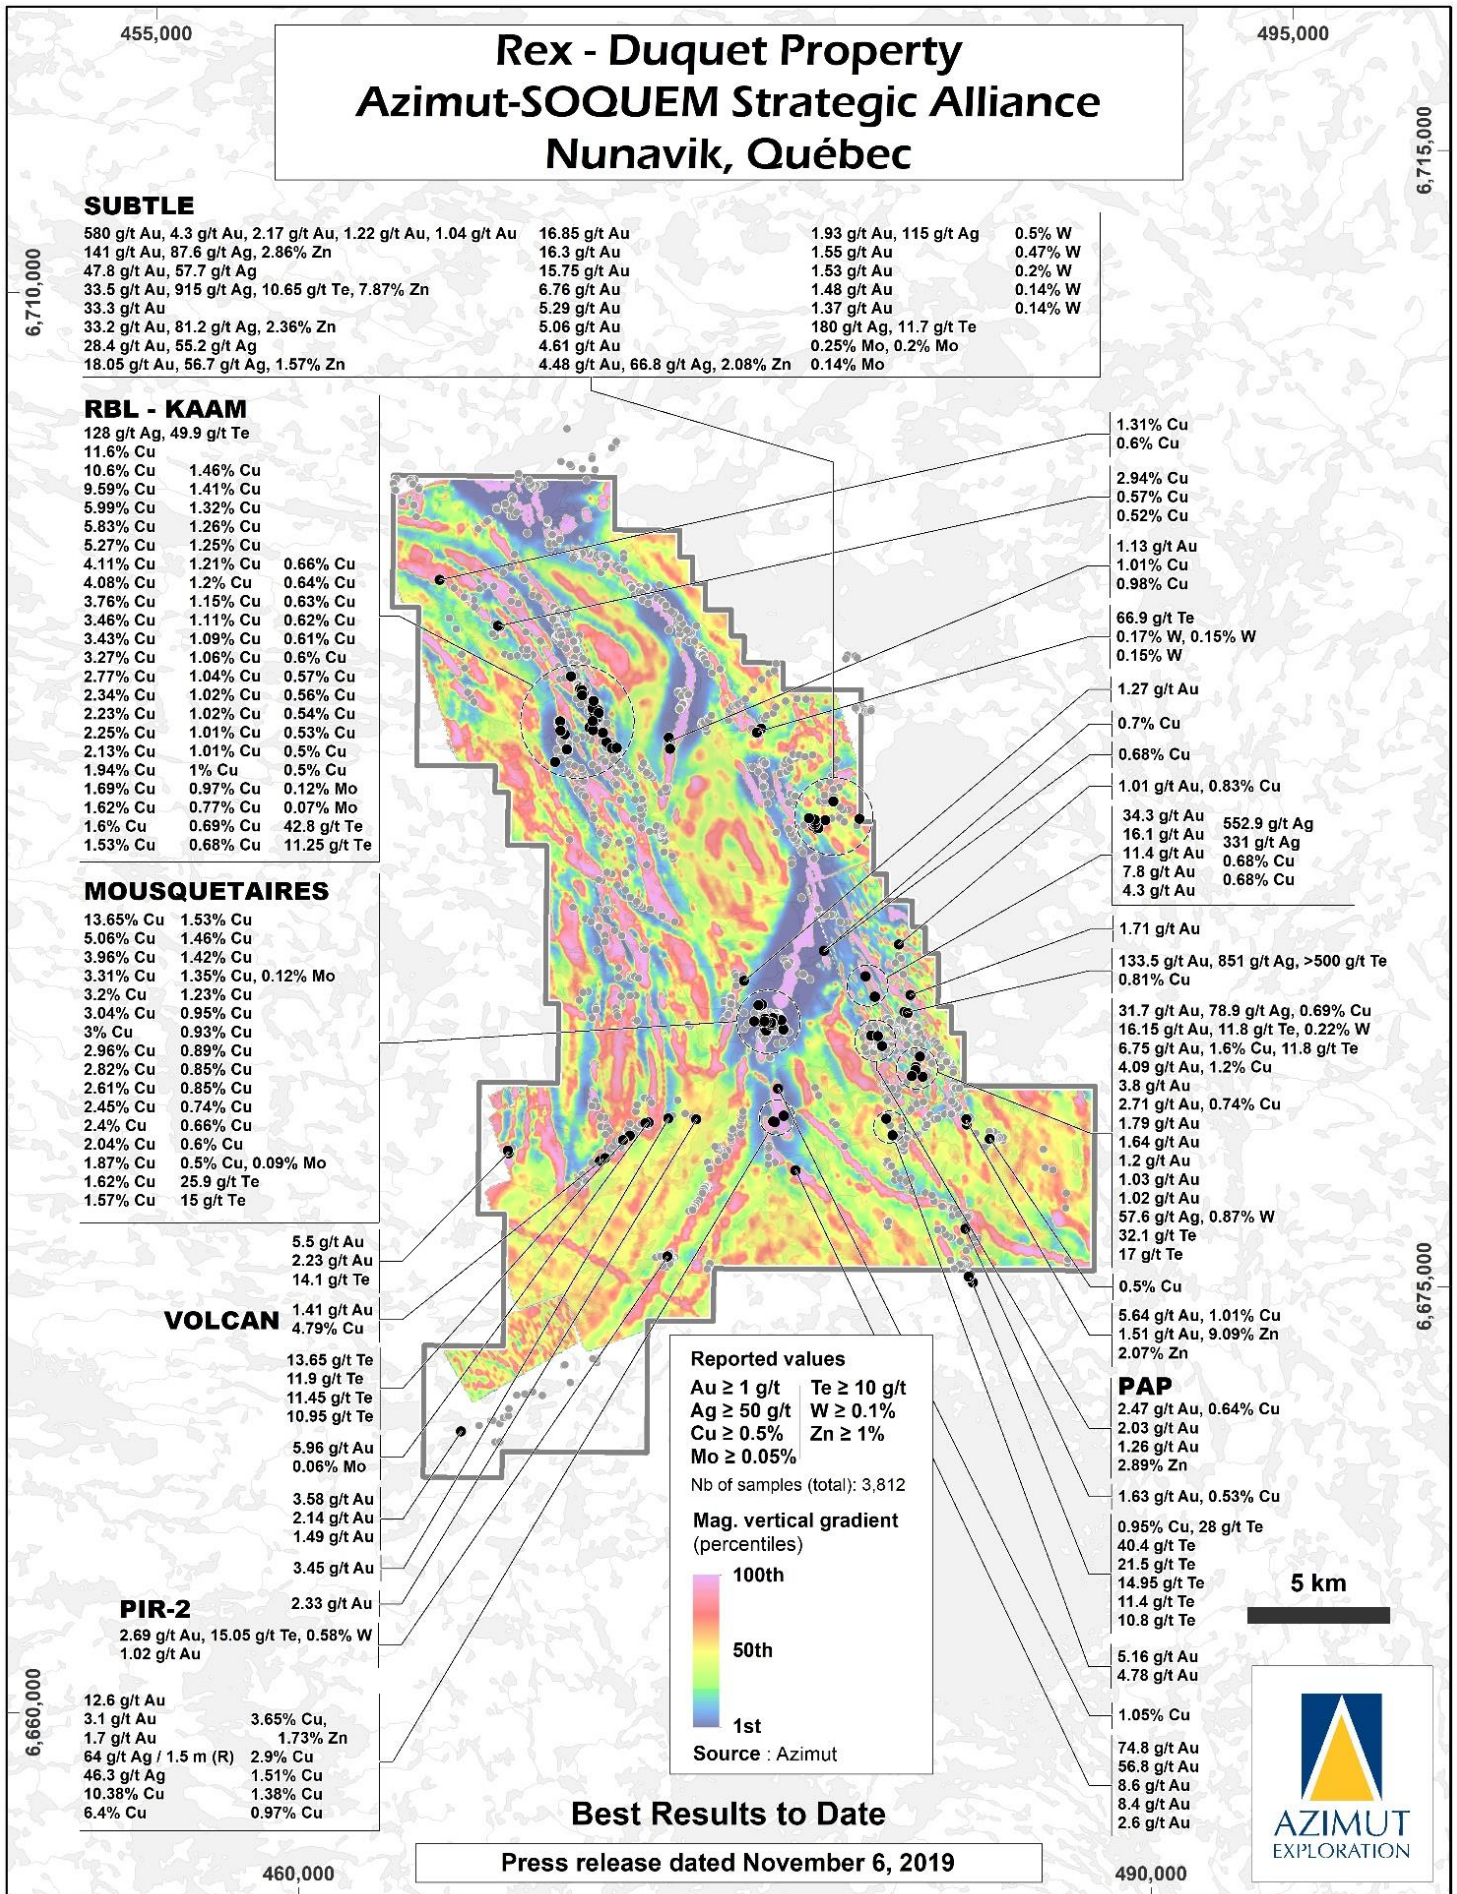 455,000
495,000
Rex - Duquet Property
Azimut-SOQUEM Strategic Alliance
Nunavik, Québec
6,715,000
6,710,000
SUBTLE
580 g/t Au, 4.3 g/t Au, 2.17 g/t Au, 1.22 g/t Au, 1.04 g/t Au
141 g/t Au, 87.6 g/t Ag, 2.86% Zn
47.8 g/t Au, 57.7 g/t Ag
33.5 g/t Au, 915 g/t Ag, 10.65 g/t Te, 7.87% Zn
33.3 g/t Au
33.2 g/t Au, 81.2 g/t Ag, 2.36% Zn
28.4 g/t Au, 55.2 g/t Ag
18.05 g/t Au, 56.7 g/t Ag, 1.57% Zn
16.85 g/t Au
16.3 g/t Au
15.75 g/t Au
6.76 g/t Au
5.29 g/t Au
5.06 g/t Au
4.61 g/t Au
4.48 g/t Au, 66.8 g/t Ag, 2.08% Zn
1.93 g/t Au, 115 g/t Ag
1.55 g/t Au
1.53 g/t Au
1.48 g/t Au
1.37 g/t Au
180 g/t Ag, 11.7 g/t Te
0.25% Mo, 0.2% Mo
0.14% Mo
0.5% W
0.47% W
0.2% W
0.14% W
0.14% W
RBL - KAAM
128 g/t Ag, 49.9 g/t Te
11.6% Cu
10.6% Cu
9.59% Cu
5.99% Cu
5.83% Cu
5.27% Cu
4.11% Cu
4.08% Cu
3.76% Cu
3.46% Cu
3.43% Cu
3.27% Cu
2.77% Cu
2.34% Cu
2.23% Cu
2.25% Cu
2.13% Cu
1.94% Cu
1.69% Cu
1.62% Cu
1.6% Cu
1.53% Cu
1.46% Cu
1.41% Cu
1.32% Cu
1.26% Cu
1.25% Cu
1.21% Cu
1.2% Cu
1.15% Cu
1.11% Cu
1.09% Cu
1.06% Cu
1.04% Cu
1.02% Cu
1.02% Cu
1.01% Cu
1.01% Cu
1% Cu
0.97% Cu
0.77% Cu
0.69% Cu
0.68% Cu
0.66% Cu
0.64% Cu
0.63% Cu
0.62% Cu
0.61% Cu
0.6% Cu
0.57% Cu
0.56% Cu
0.54% Cu
0.53% Cu
0.5% Cu
0.5% Cu
0.12% Mo
0.07% Mo
42.8 g/t Te
11.25 g/t Te
MOUSQUETAIRES
13.65% Cu
5.06% Cu
3.96% Cu
3.31% Cu
3.2% Cu
3.04% Cu
3% Cu
2.96% Cu
2.82% Cu
2.61% Cu
2.45% Cu
2.4% Cu
2.04% Cu
1.87% Cu
1.62% Cu
1.57% Cu
1.53% Cu
1.46% Cu
1.42% Cu
1.35% Cu, 0.12% Mo
1.23% Cu
0.95% Cu
0.93% Cu
0.89% Cu
0.85% Cu
0.85% Cu
0.74% Cu
0.66% Cu
0.6% Cu
0.5% Cu, 0.09% Mo
25.9 g/t Te
15 g/t Te
5.5 g/t Au
2.23 g/t Au
14.1 g/t Te
VOLCAN
1.41 g/t Au
4.79% Cu
13.65 g/t Te
11.9 g/t Te
11.45 g/t Te
10.95 g/t Te
5.96 g/t Au
0.06% Mo
3.58 g/t Au
2.14 g/t Au
1.49 g/t Au
3.45 g/t Au
2.33 g/t Au
PIR-2
2.69 g/t Au, 15.05 g/t Te, 0.58% W
1.02 g/t Au
12.6 g/t Au
3.1 g/t Au
1.7 g/t Au
64 g/t Ag / 1.5 m (R)
46.3 g/t Ag
10.38% Cu
6.4% Cu
3.65% Cu,
1.73% Zn
2.9% Cu
1.51% Cu
1.38% Cu
0.97% Cu
1.31% Cu
0.6% Cu
2.94% Cu
0.57% Cu
0.52% Cu
1.13 g/t Au
1.01% Cu
0.98% Cu
66.9 g/t Te
0.17% W, 0.15% W
0.15% W
1.27 g/t Au
0.7% Cu
0.68% Cu
1.01 g/t Au, 0.83% Cu
34.3 g/t Au
16.1 g/t Au
11.4 g/t Au
7.8 g/t Au
4.3 g/t Au
552.9 g/t Ag
331 g/t Ag
0.68% Cu
0.68% Cu
1.71 g/t Au
133.5 g/t Au, 851 g/t Ag, >500 g/t Te
0.81% Cu
31.7 g/t Au, 78.9 g/t Ag, 0.69% Cu
16.15 g/t Au, 11.8 g/t Te, 0.22% W
6.75 g/t Au, 1.6% Cu, 11.8 g/t Te
4.09 g/t Au, 1.2% Cu
3.8 g/t Au
2.71 g/t Au, 0.74% Cu
1.79 g/t Au
1.64 g/t Au
1.2 g/t Au
1.03 g/t Au
1.02 g/t Au
57.6 g/t Ag, 0.87% W
32.1 g/t Te
17 g/t Te
0.5% Cu
5.64 g/t Au, 1.01% Cu
1.51 g/t Au, 9.09% Zn
2.07% Zn
6,675,000
PAP
2.47 g/t Au, 0.64% Cu
2.03 g/t Au
1.26 g/t Au
2.89% Zn
1.63 g/t Au, 0.53% Cu
0.95% Cu, 28 g/t Te
40.4 g/t Te
21.5 g/t Te
14.95 g/t Te
11.4 g/t Te
10.8 g/t Te
5.16 g/t Au
4.78 g/t Au
1.05% Cu
74.8 g/t Au
56.8 g/t Au
8.6 g/t Au
8.4 g/t Au
2.6 g/t Au
Reported values
Au ≥ 1 g/t
Ag ≥ 50 g/t
Cu ≥ 0.5%
Mo ≥ 0.05%
Te ≥ 10 g/t
W ≥ 0.1%
Zn ≥ 1%
Nb of samples (total): 3,812
Mag. vertical gradient
(percentiles)
100th
50th
1st
Source : Azimut
5 km
AZIMUT
EXPLORATION
6,660,000
Best Results to Date
Press release dated November 6, 2019
460,000
490,000